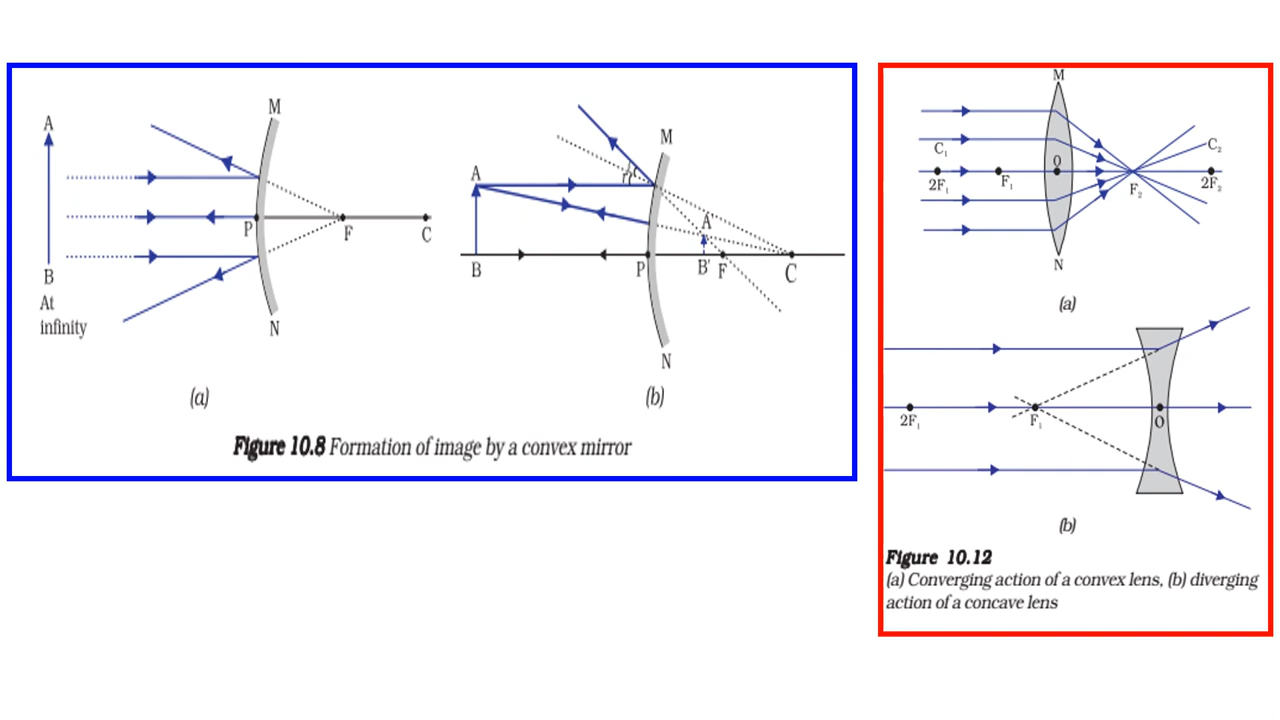 A
B
At
infinity
M
P
F
C
N
(a)
A
B
M
r
P
A'
B'
F
C
N
(b)
Figure 10.8 Formation of image by a convex mirror
M
C₁
2F₁
F₁
O
F₂
C₂
2F₂
N
(a)
2F₁
F₁
O
(b)
Figure 10.12
(a) Converging action of a convex lens, (b) diverging
action of a concave lens